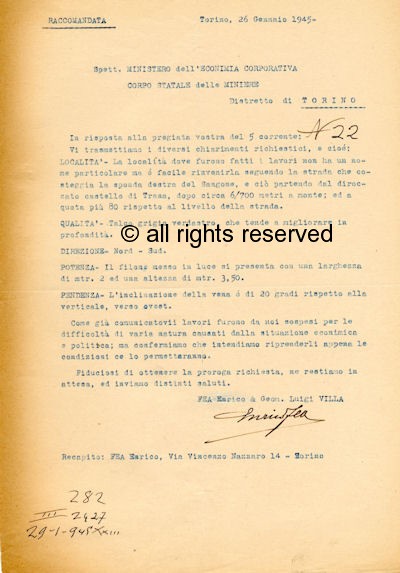 RACCOMANDATA
Torino, 26 Gennaio 1945-
Spett. MINISTERO dell'ECONIMIA CORPORATIVA
CORPO STATALE delle MINIERE
Distretto di TORINO
N 22
In risposta alla pregiata vostra del 5 corrente:
Vi trasmettiamo i diversi chiarimenti richiestici, e cioé:
LOCALITA'- La località dove furono fatti i lavori non ha un nome
particolare ma é facile rinvenirla seguendo la strada che co-
steggia la sponda destra del Sangone, e ciò partendo dal diroc-
cato castello di Trana, dopo circa 6/700 metri a monte; ed a
quota più 80 rispetto al livello della strada.
QUALITA'- Talco grigio verdastro, che tende a migliorare in
profondità.
© all rights reserved
DIREZIONE- Nord - Sud.
POTENZA- Il filone messo in luce si presenta con una larghezza
di mtr. 2 ed una altezza di mtr. 3,50.
PENDENZA- L'inclinazione della vena é di 20 gradi rispetto alla
verticale, verso ovest.
Come già comunicatovi lavori furono da noi sospesi per le
difficoltà di varia natura causati dalla situazione economica
e politica; ma confermiamo che intendiamo riprenderli appena le
condizioni ce lo permetteranno.
Fiduciosi di ottenere la proroga richiesta, ne restiamo in
attesa, ed inviamo distinti saluti.
FEA Enrico & Geom. Luigi VILLA
Enrico Fea
Recapito: FEA Enrico, Via Vincenzo Nazzaro 14 - Torino
282
III 2427
29-1-945 XXIII